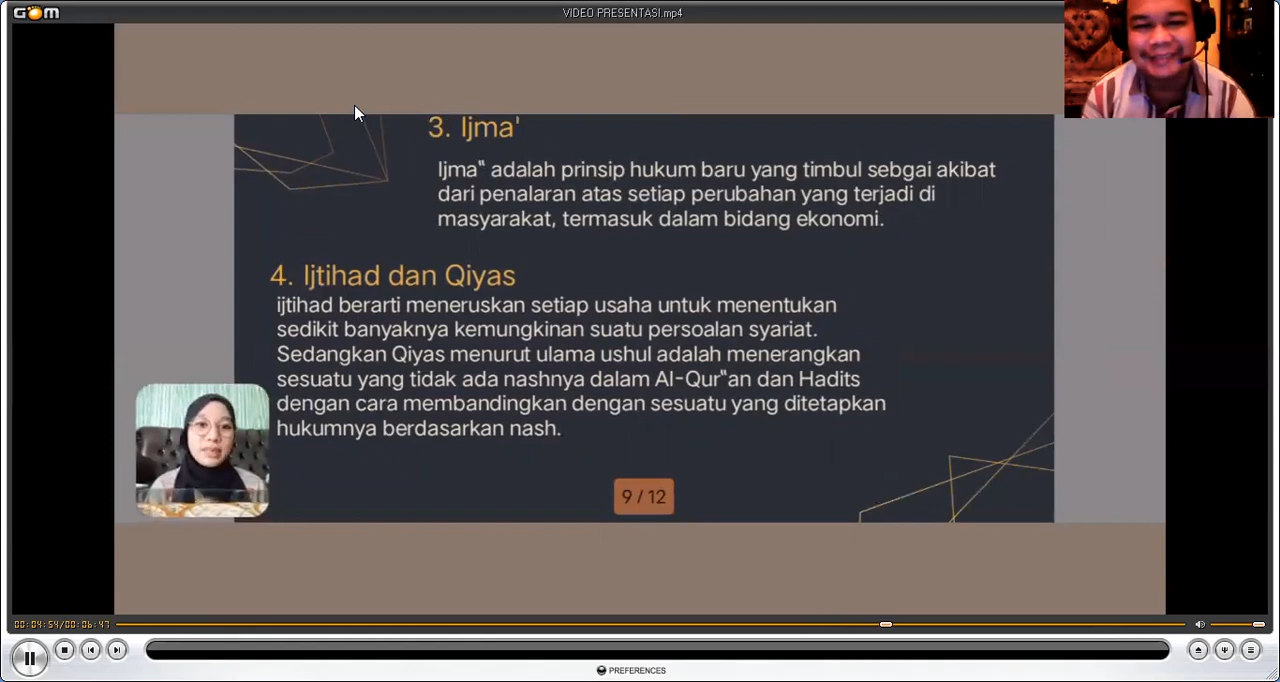 GOM
VIDEO PRESENTASI.mp4
3. Ijma'
Ijma‟ adalah prinsip hukum baru yang timbul sebgai akibat
dari penalaran atas setiap perubahan yang terjadi di
masyarakat, termasuk dalam bidang ekonomi.
4. Ijtihad dan Qiyas
ijtihad berarti meneruskan setiap usaha untuk menentukan
sedikit banyaknya kemungkinan suatu persoalan syariat.
Sedangkan Qiyas menurut ulama ushul adalah menerangkan
sesuatu yang tidak ada nashnya dalam Al-Qur‟an dan Hadits
dengan cara membandingkan dengan sesuatu yang ditetapkan
hukumnya berdasarkan nash.
9 / 12
00:04:54/00:06:47
PREFERENCES